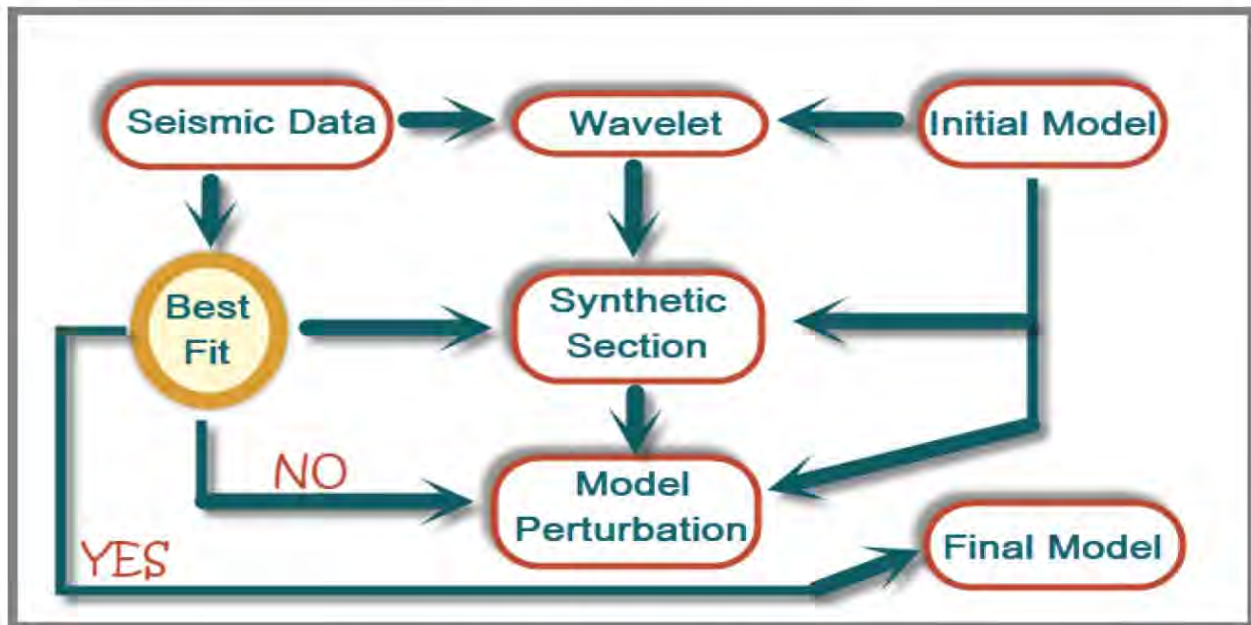 Seismic Data
Wavelet
Initial Model
Best
Fit
Synthetic
Section
NO
Model
Perturbation
YES
Final Model